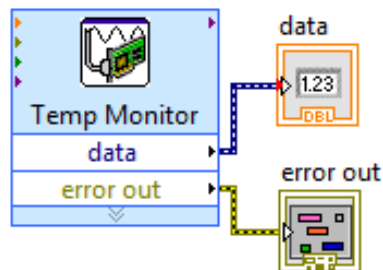 data
1.23
DBL
Temp Monitor
data
error out
error out